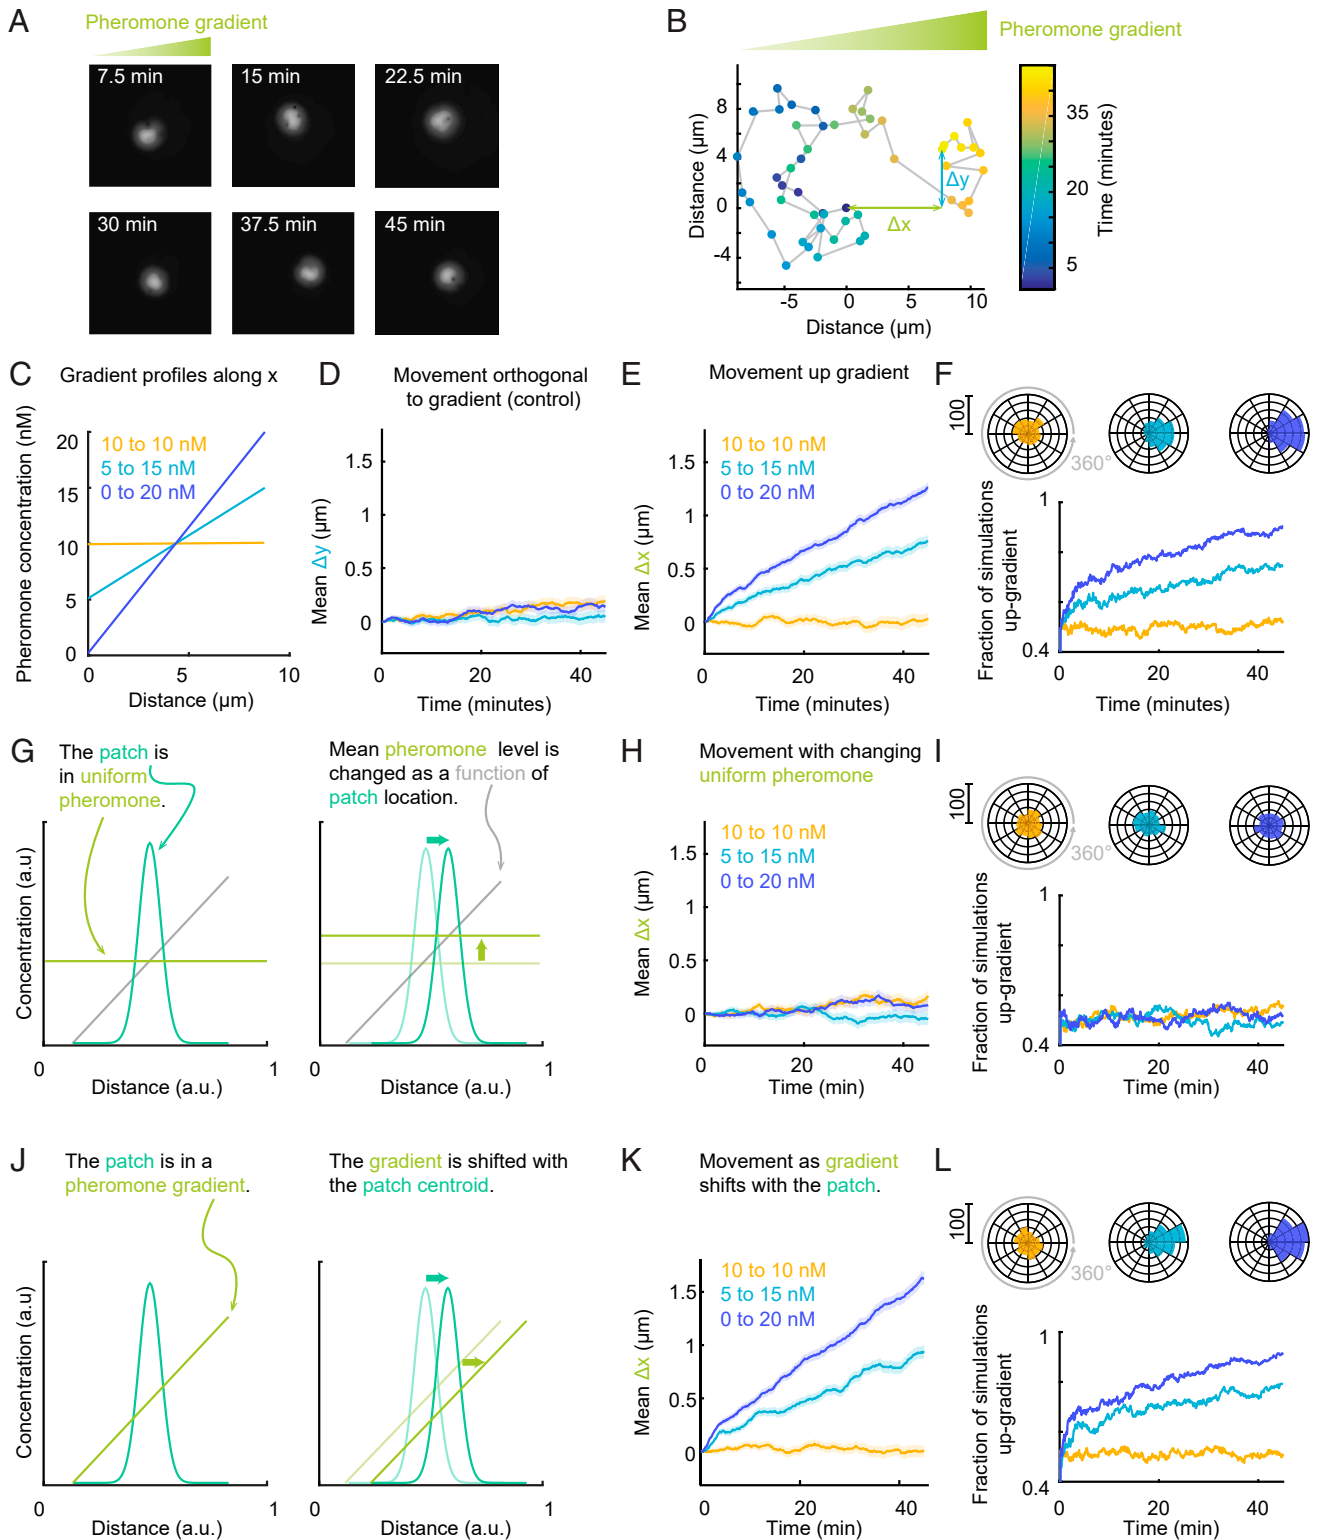 A
Pheromone gradient
7.5 min
15 min
22.5 min
30 min
37.5 min
45 min
B
Pheromone gradient
Distance (µm)
8
4
0
-4
-5
0
5
10
Distance (µm)
Δy
Δx
35
20
5
Time (minutes)
C
Gradient profiles along x
Pheromone concentration (nM)
20
15
10
5
0
10 to 10 nM
5 to 15 nM
0 to 20 nM
0
5
10
Distance (µm)
D
Movement orthogonal
to gradient (control)
Mean Δy (µm)
1.5
1
0.5
0
0
20
40
Time (minutes)
E
Movement up gradient
Mean Δx (µm)
10 to 10 nM
5 to 15 nM
0 to 20 nM
1.5
1
0.5
0
0
20
40
Time (minutes)
F
100
360°
Fraction of simulations
up-gradient
1
0.4
0
20
40
Time (minutes)
G
The patch is
in uniform
pheromone.
Concentration (a.u)
0
1
Distance (a.u.)
Mean pheromone level is
changed as a function of
patch location.
0
1
Distance (a.u.)
H
Movement with changing
uniform pheromone
Mean Δx (µm)
10 to 10 nM
5 to 15 nM
0 to 20 nM
1.5
1
0.5
0
0
20
40
Time (min)
I
100
360°
Fraction of simulations
up-gradient
1
0.4
0
20
40
Time (min)
J
The patch is in a
pheromone gradient.
Concentration (a.u)
0
1
Distance (a.u.)
The gradient is shifted with
the patch centroid.
0
1
Distance (a.u.)
K
Movement as gradient
shifts with the patch.
Mean Δx (µm)
10 to 10 nM
5 to 15 nM
0 to 20 nM
1.5
1
0.5
0
0
20
40
Time (min)
L
100
360°
Fraction of simulations
up-gradient
1
0.4
0
20
40
Time (min)